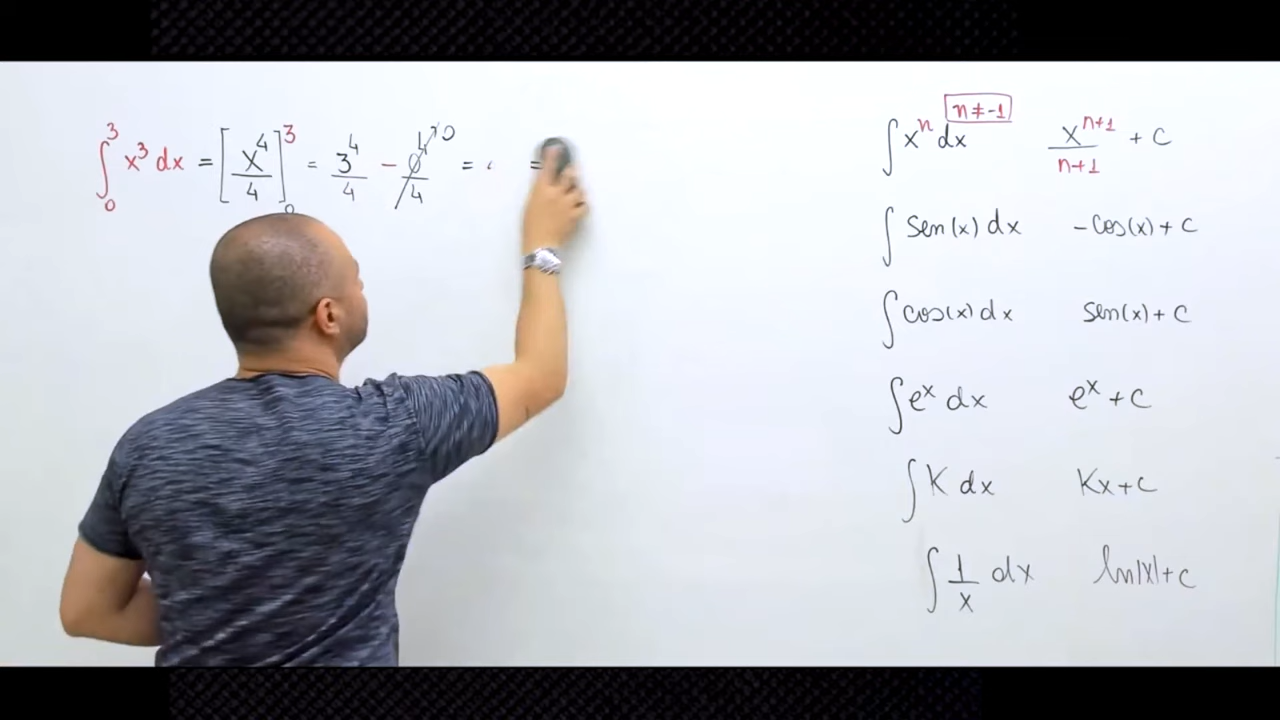 ∫₀³ x³ dx = [x⁴/4]₀³ = 3⁴/4 - 0⁴/4 → 0 = =
n ≠ -1
∫ xⁿ dx xⁿ⁺¹/n+1 + C
∫ Sen(x) dx -Cos(x) + C
∫ cos(x) dx Sen(x) + C
∫ eˣ dx eˣ + C
∫ K dx Kx + C
∫ 1/x dx ln|x| + C